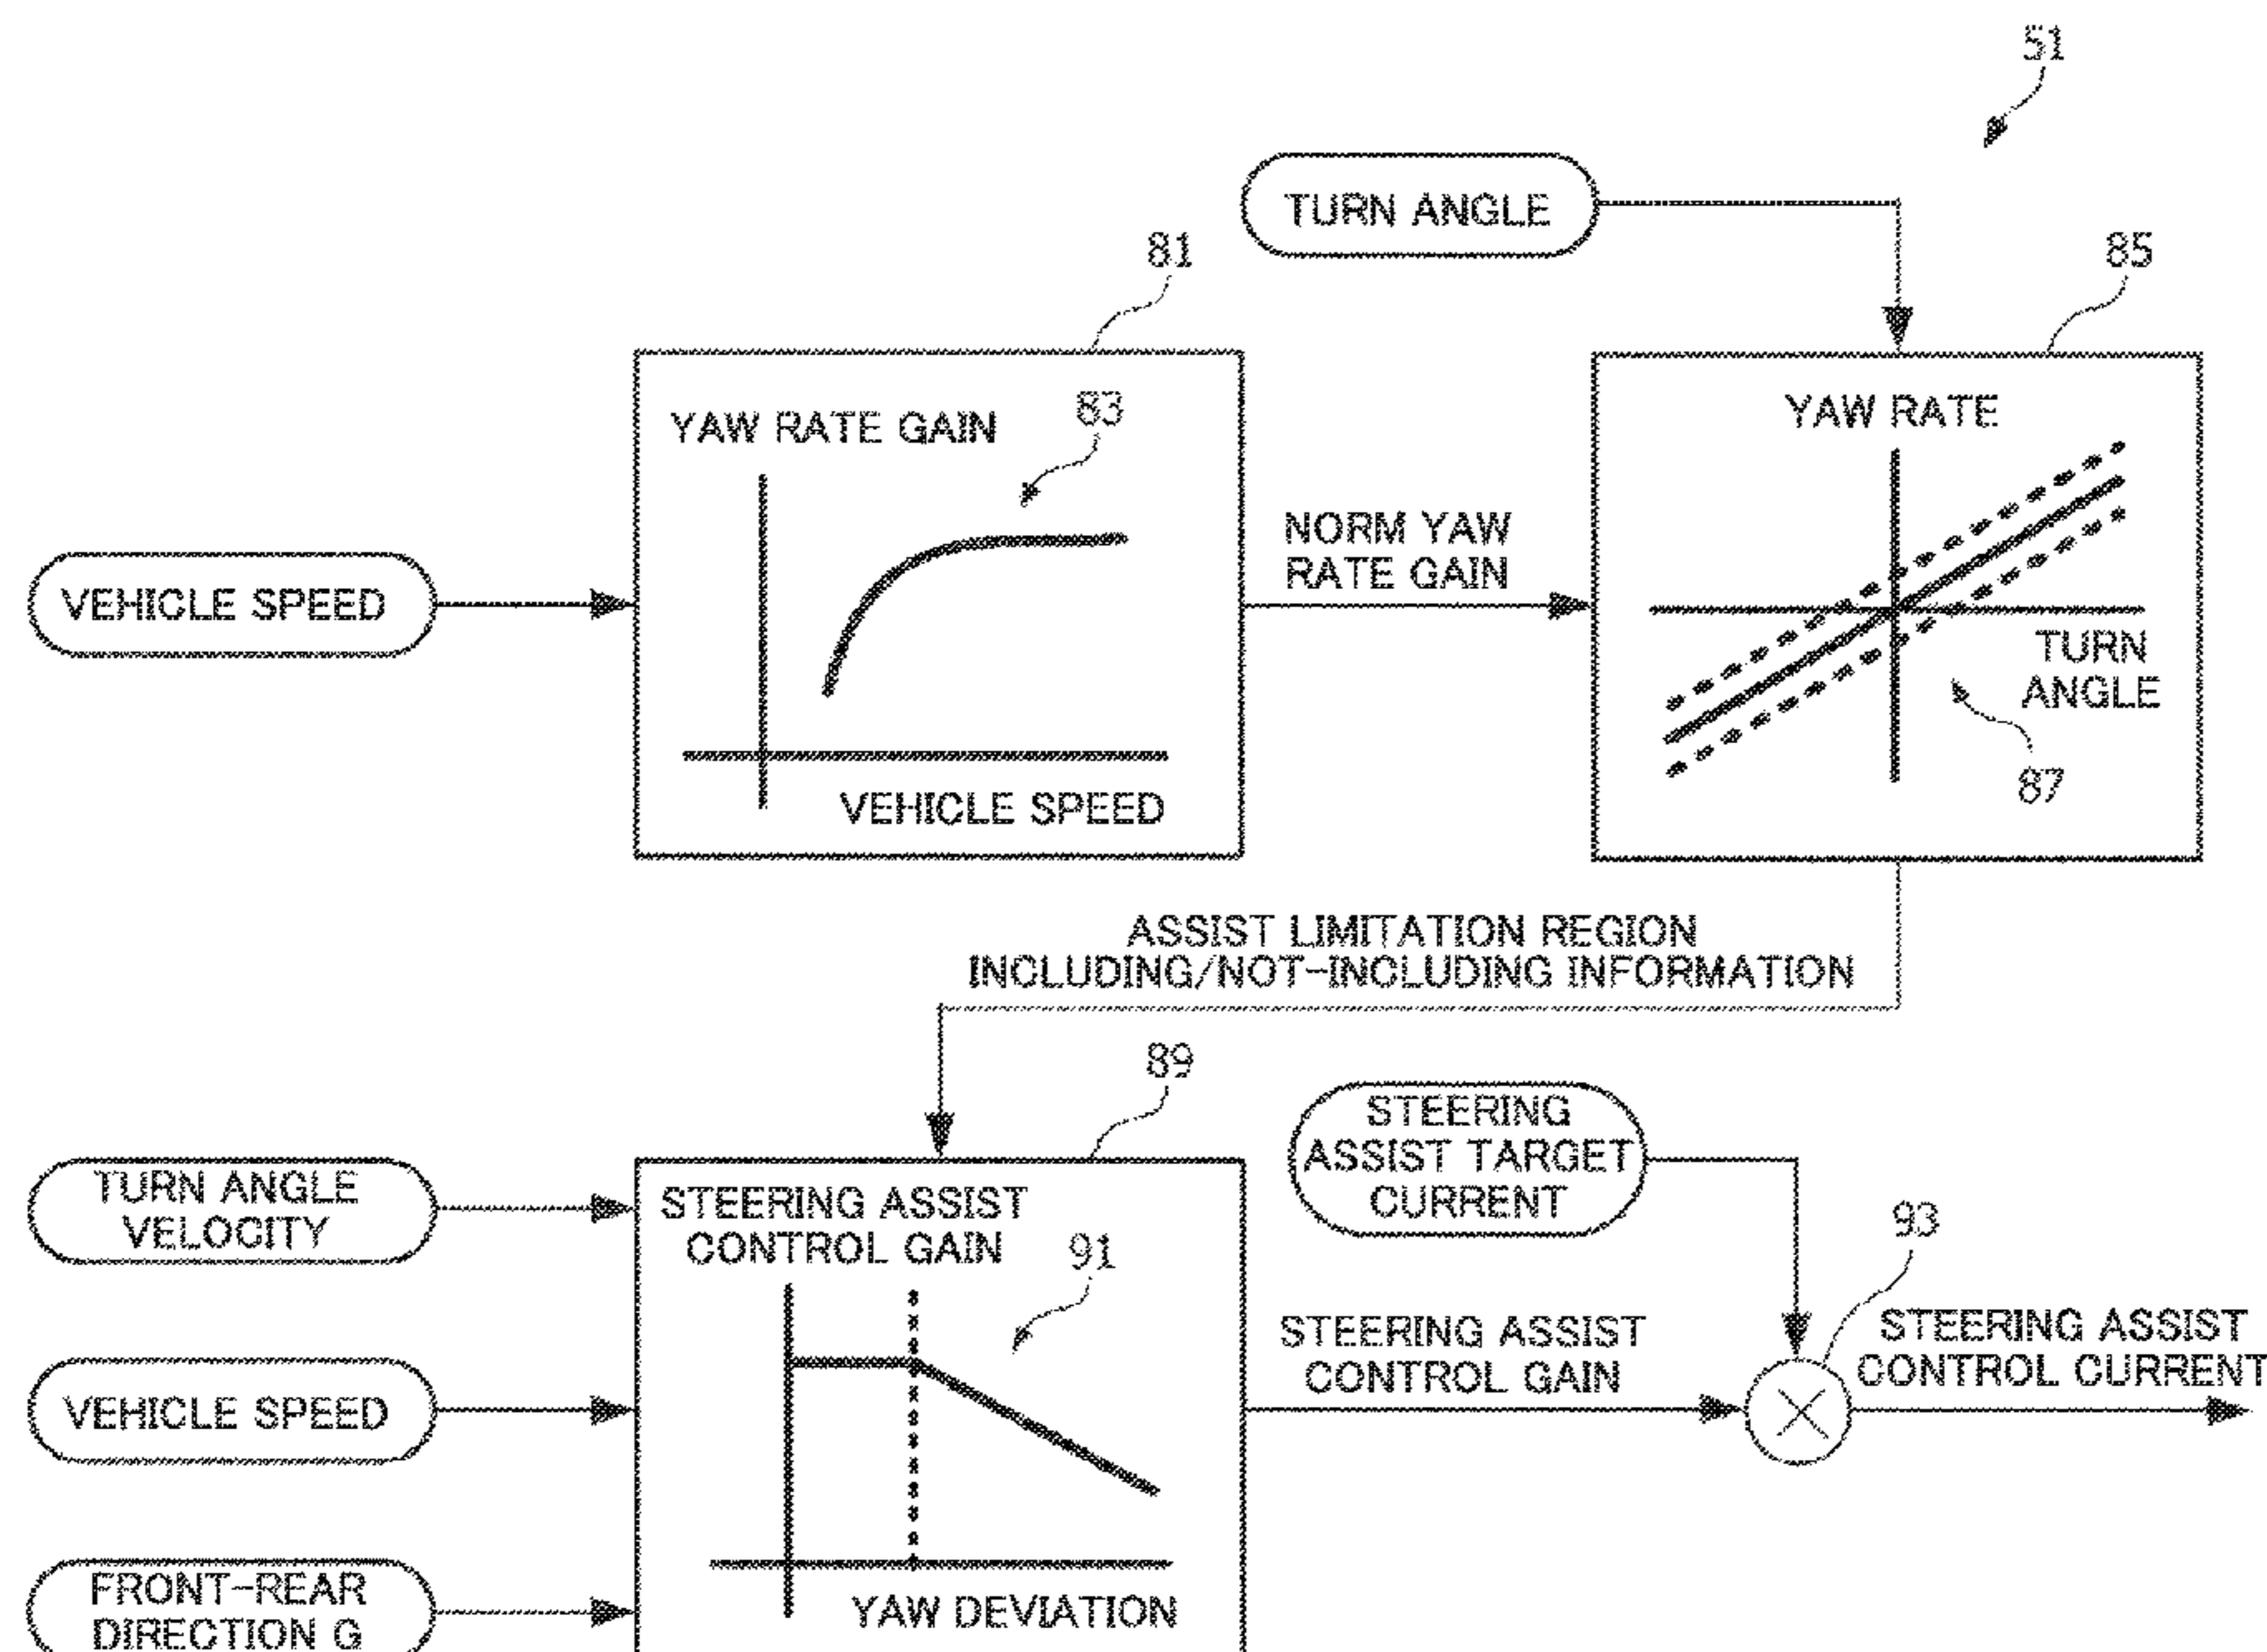 51
TURN ANGLE
81
85
YAW RATE GAIN
83
YAW RATE
VEHICLE SPEED
NORM YAW
RATE GAIN
TURN
ANGLE
87
VEHICLE SPEED
ASSIST LIMITATION REGION
INCLUDING/NOT-INCLUDING INFORMATION
89
STEERING
ASSIST TARGET
CURRENT
TURN ANGLE
VELOCITY
STEERING ASSIST
CONTROL GAIN
91
93
VEHICLE SPEED
STEERING ASSIST
CONTROL GAIN
STEERING ASSIST
CONTROL CURRENT
FRONT-REAR
DIRECTION G
YAW DEVIATION